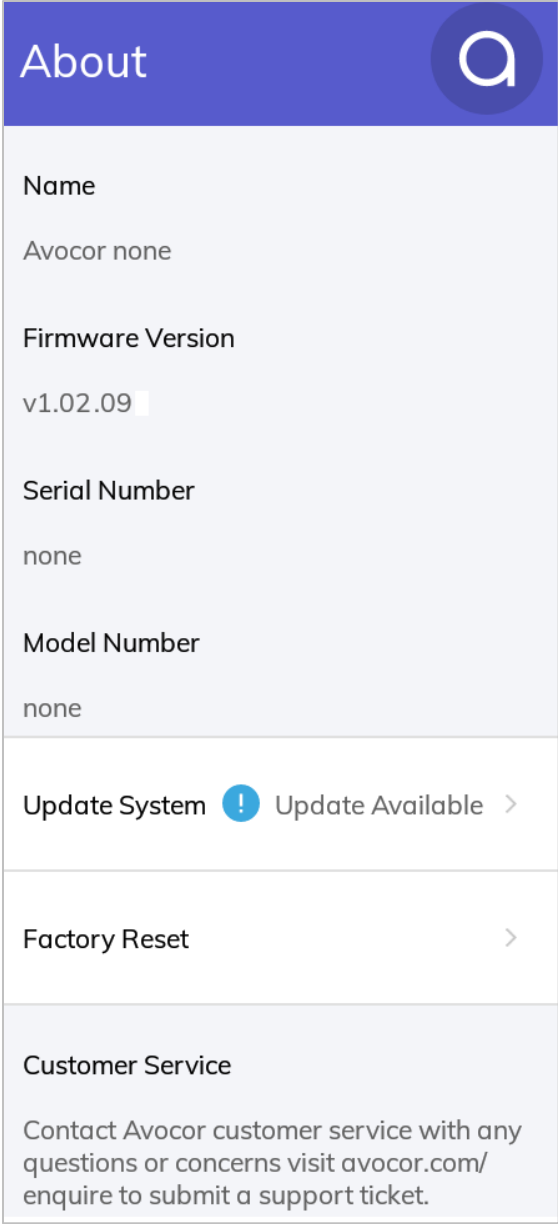 About
Name
Avocor none
Firmware Version
v1.02.09
Serial Number
none
Model Number
none
Update System ! Update Available
Factory Reset
Customer Service
Contact Avocor customer service with any
questions or concerns visit avocor.com/
enquire to submit a support ticket.